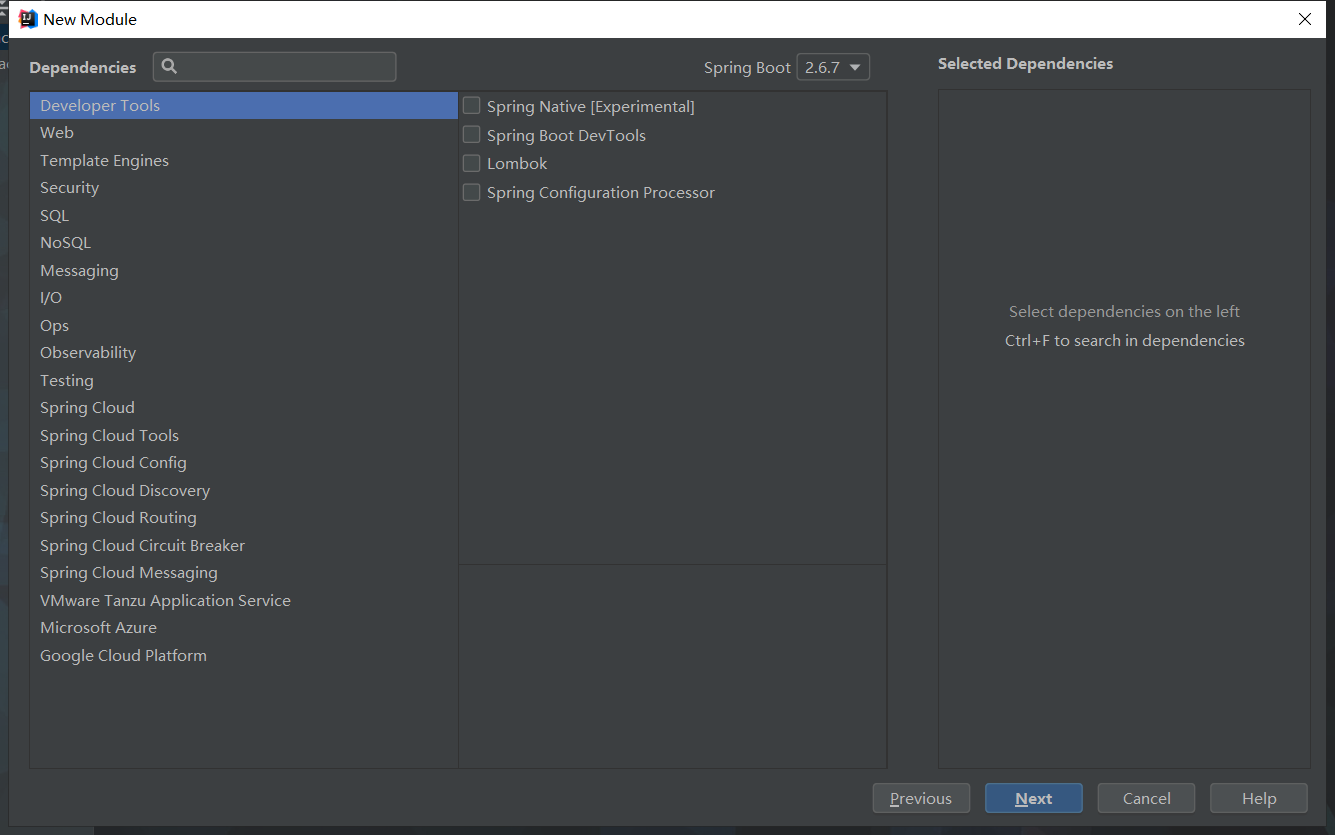 New Module
Dependencies
Spring Boot 2.6.7
Selected Dependencies
Developer Tools
Web
Template Engines
Security
SQL
NoSQL
Messaging
I/O
Ops
Observability
Testing
Spring Cloud
Spring Cloud Tools
Spring Cloud Config
Spring Cloud Discovery
Spring Cloud Routing
Spring Cloud Circuit Breaker
Spring Cloud Messaging
VMware Tanzu Application Service
Microsoft Azure
Google Cloud Platform
Spring Native [Experimental]
Spring Boot DevTools
Lombok
Spring Configuration Processor
Select dependencies on the left
Ctrl+F to search in dependencies
Previous
Next
Cancel
Help